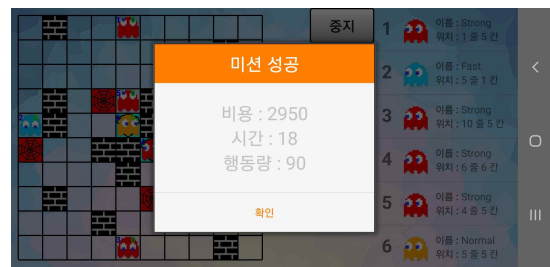 중지
미션 성공
비용 : 2950
시간 : 18
행동량 : 90
확인
1
이름 : Strong
위치 : 1 줄 5 칸
2
이름 : Fast
위치 : 5 줄 1 칸
3
이름 : Strong
위치 : 10 줄 5 칸
4
이름 : Strong
위치 : 6 줄 6 칸
5
이름 : Strong
위치 : 4 줄 5 칸
6
이름 : Normal
위치 : 5 줄 5 칸